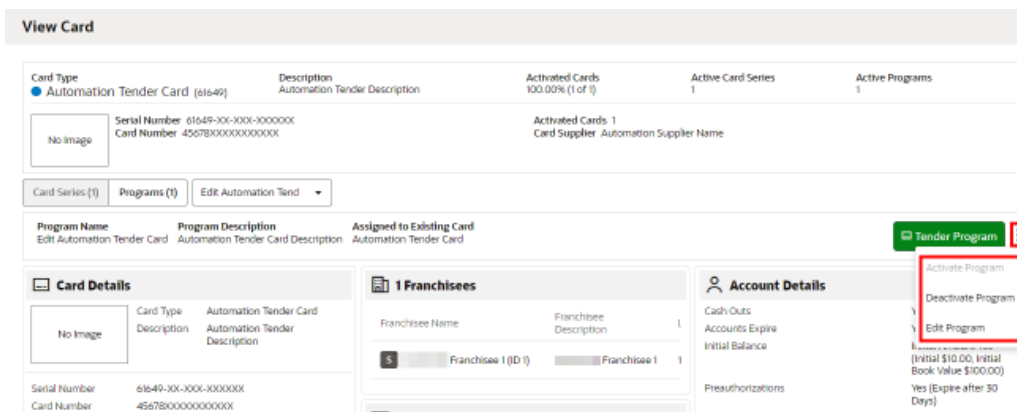 View Card
Card Type Description Activated Cards Active Card Series Active Programs
Automation Tender Card (61649) Automation Tender Description 100.00% (1 of 1) 1 1
No Image
Serial Number 61649-XX-XXX-XXXXXX Activated Cards 1
Card Number 45678XXXXXXXXXXX Card Supplier Automation Supplier Name
Card Series (1) Programs (1) Edit Automation Tend
Program Name Program Description Assigned to Existing Card
Edit Automation Tender Card Automation Tender Card Description Automation Tender Card
Tender Program
Activate Program
Deactivate Program
Edit Program
Card Details
No Image
Card Type Automation Tender Card
Description Automation Tender
Description
Serial Number 61649-XX-XXX-XXXXXX
Card Number 45678XXXXXXXXXXX
1 Franchisees
Franchisee Name Franchisee
Description
L
S Franchisee 1 (ID 1) Franchisee 1 1
Account Details
Cash Outs Y
Accounts Expire
Initial Balance
(Initial $10.00, Initial
Book Value $100.00)
Preauthorizations Yes (Expire after 30
Days)